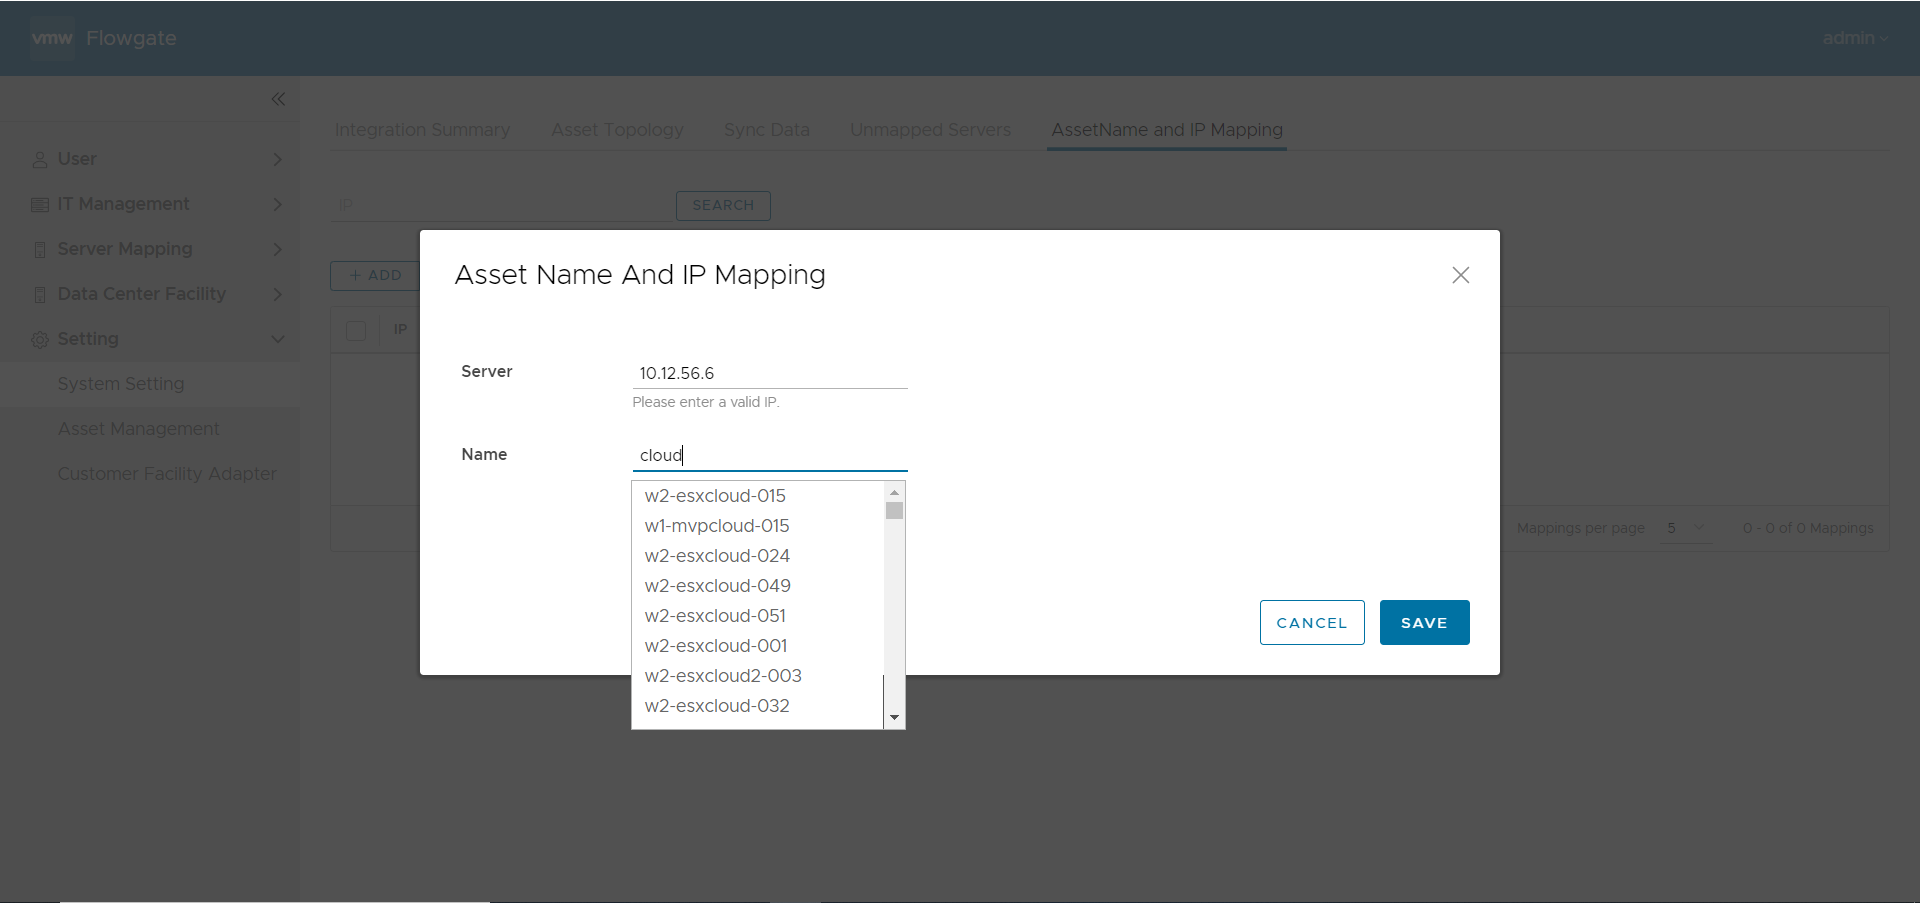 vmw Flowgate
admin
Integration Summary Asset Topology Sync Data Unmapped Servers AssetName and IP Mapping
User
IT Management
Server Mapping
Data Center Facility
Setting
System Setting
Asset Management
Customer Facility Adapter
IP SEARCH
+ ADD
IP
Asset Name And IP Mapping
Server 10.12.56.6
Please enter a valid IP.
Name cloud
w2-esxcloud-015
w1-mvpcloud-015
w2-esxcloud-024
w2-esxcloud-049
w2-esxcloud-051
w2-esxcloud-001
w2-esxcloud2-003
w2-esxcloud-032
CANCEL SAVE
Mappings per page 5 0 - 0 of 0 Mappings